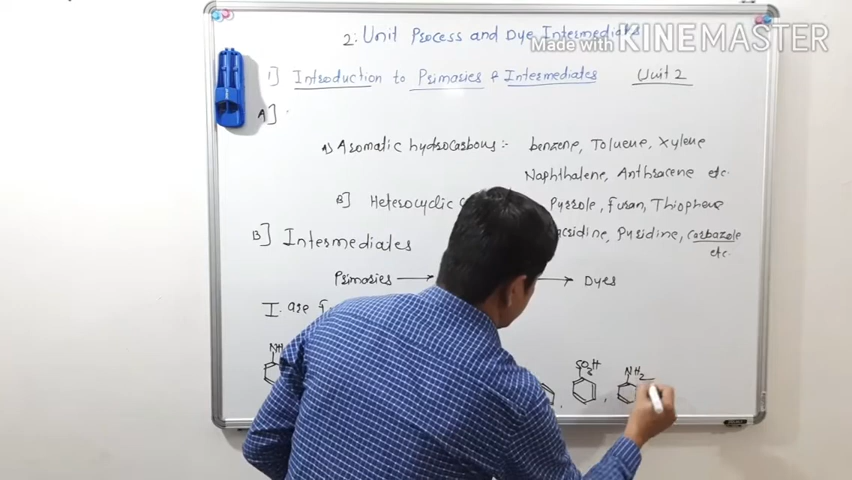 2: Unit Process and Dye Intermediates
Made with KINEMASTER
1] Introduction to Primaries & Intermediates Unit 2
A]
A) Aromatic hydrocarbons :- benzene, Toluene, Xylene
Naphthalene, Anthracene etc.
B] Heterocyclic Pyrrole, Furan, Thiophene
acridine, Pyridine, Carbazole
etc.
B] Intermediates
Primaries → → Dyes
I. are
NH SO3H , NH2